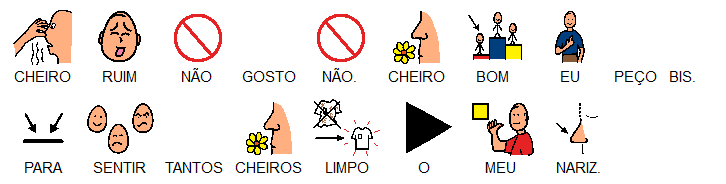 CHEIRO RUIM NÃO GOSTO NÃO. CHEIRO BOM EU PEÇO BIS.
PARA SENTIR TANTOS CHEIROS LIMPO O MEU NARIZ.